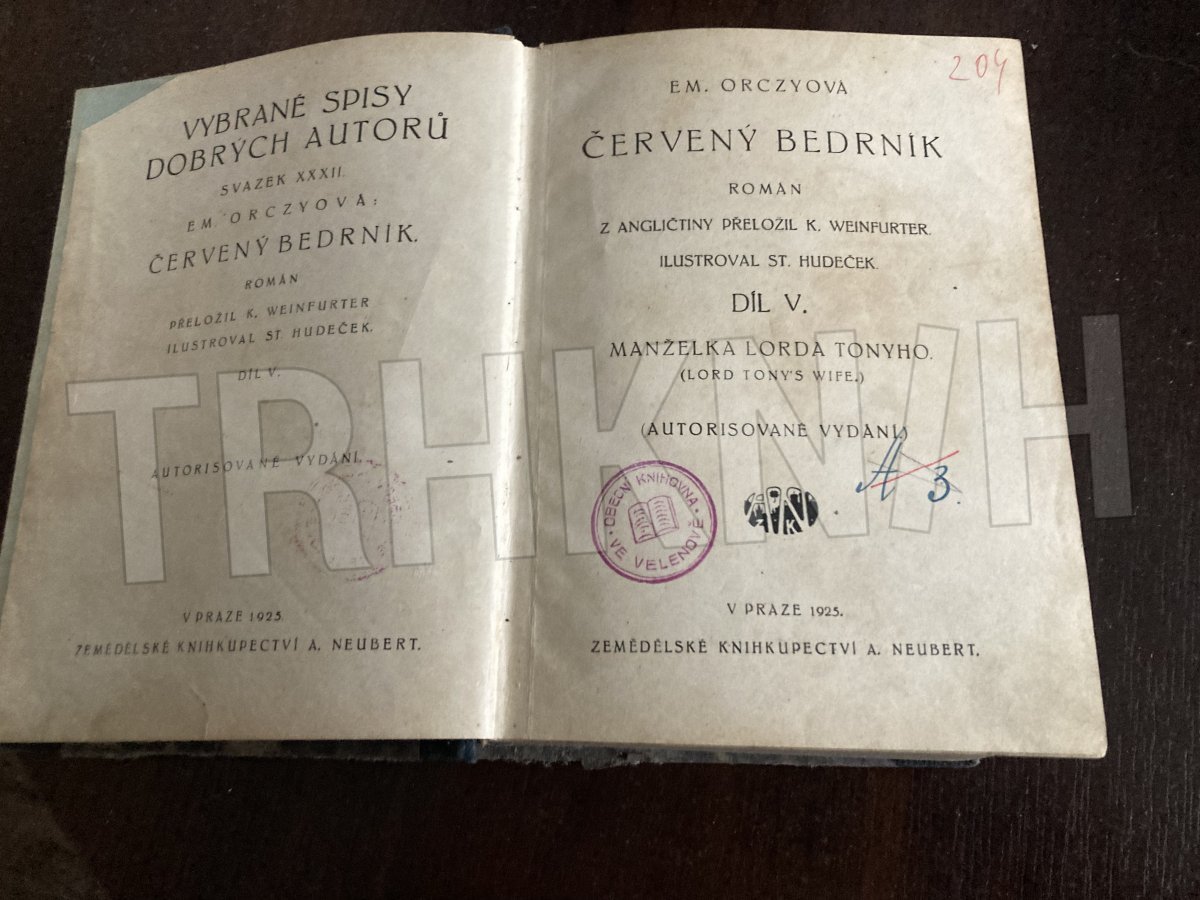 VYBRANÉ SPISY
DOBRÝCH AUTORŮ
SVAZEK XXXII.
EM. ORCZYOVÁ:
ČERVENÝ BEDRNÍK.
ROMÁN
PŘELOŽIL K. WEINFURTER
ILUSTROVAL ST. HUDEČEK.
DÍL V.
AUTORISOVANÉ VYDÁNÍ.
V PRAZE 1925
ZEMĚDĚLSKÉ KNIHKUPECTVÍ A. NEUBERT.
204
EM. ORCZYOVÁ
ČERVENÝ BEDRNÍK
ROMÁN
Z ANGLIČTINY PŘELOŽIL K. WEINFURTER.
ILUSTROVAL ST. HUDEČEK.
DÍL V.
MANŽELKA LORDA TONYHO.
(LORD TONY'S WIFE.)
(AUTORISOVANÉ VYDÁNÍ.)
A 3.
OBECNÍ KNIHOVNA
VE VELENOVĚ
V PRAZE 1925.
ZEMĚDĚLSKÉ KNIHKUPECTVÍ A. NEUBERT.
TRHKNIH